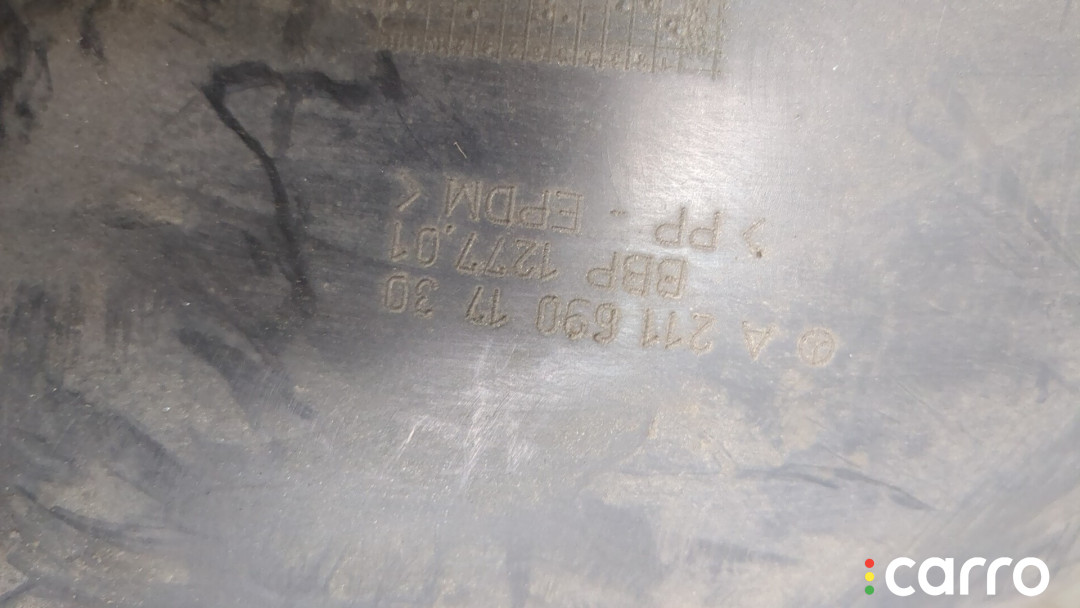 A 211 690 17 30
BBP 1277.01
>PP - EPDM<
carro